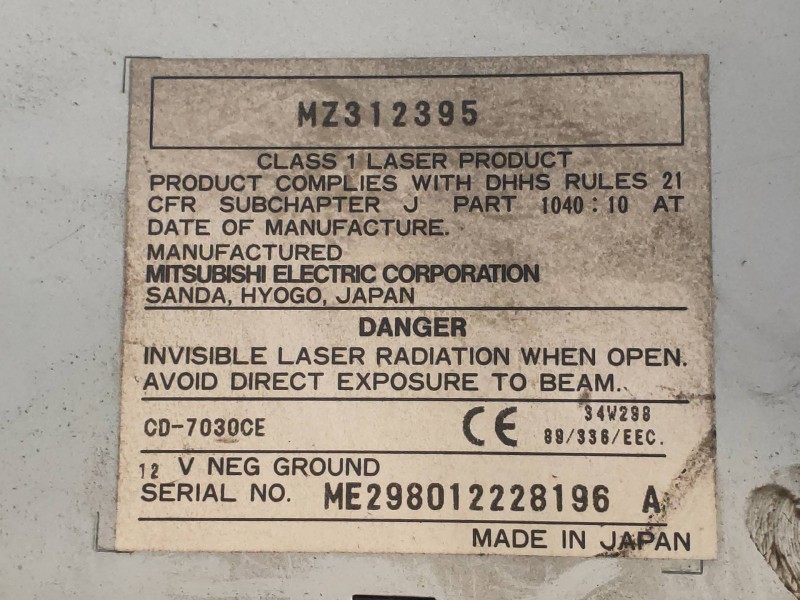 MZ312395
CLASS 1 LASER PRODUCT
PRODUCT COMPLIES WITH DHHS RULES 21
CFR SUBCHAPTER J PART 1040:10 AT
DATE OF MANUFACTURE.
MANUFACTURED
MITSUBISHI ELECTRIC CORPORATION
SANDA, HYOGO, JAPAN
DANGER
INVISIBLE LASER RADIATION WHEN OPEN.
AVOID DIRECT EXPOSURE TO BEAM.
CD-7030CE CE 34W298
89/336/EEC.
12 V NEG GROUND
SERIAL NO. ME298012228196 A
MADE IN JAPAN